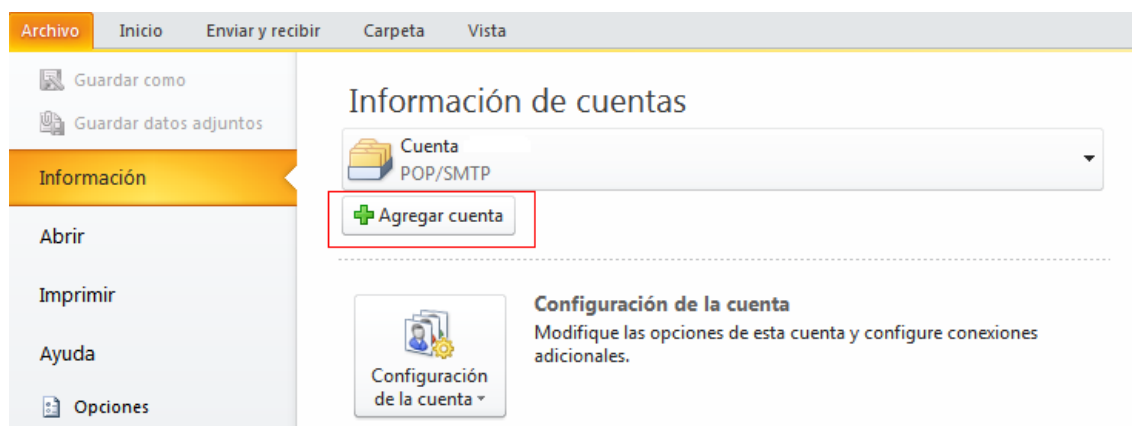 Archivo Inicio Enviar y recibir Carpeta Vista
Guardar como
Guardar datos adjuntos
Información
Abrir
Imprimir
Ayuda
Opciones
Información de cuentas
Cuenta
POP/SMTP
Agregar cuenta
Configuración
de la cuenta
Configuración de la cuenta
Modifique las opciones de esta cuenta y configure conexiones
adicionales.